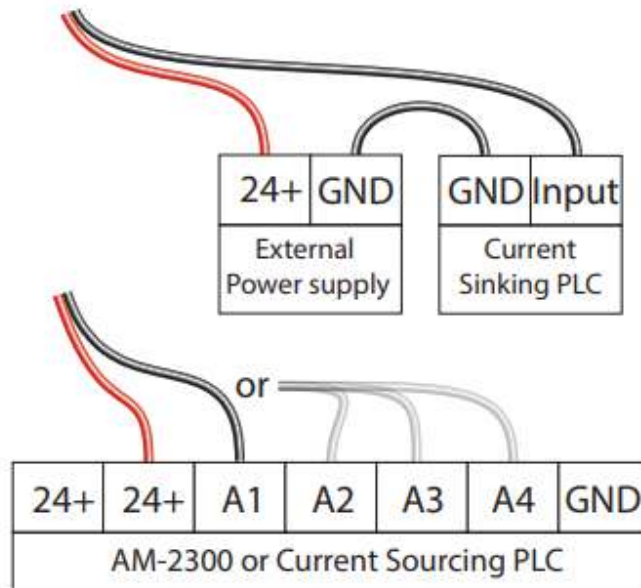 24+ GND GND Input
External Current
Power supply Sinking PLC
or
24+ 24+ A1 A2 A3 A4 GND
AM-2300 or Current Sourcing PLC